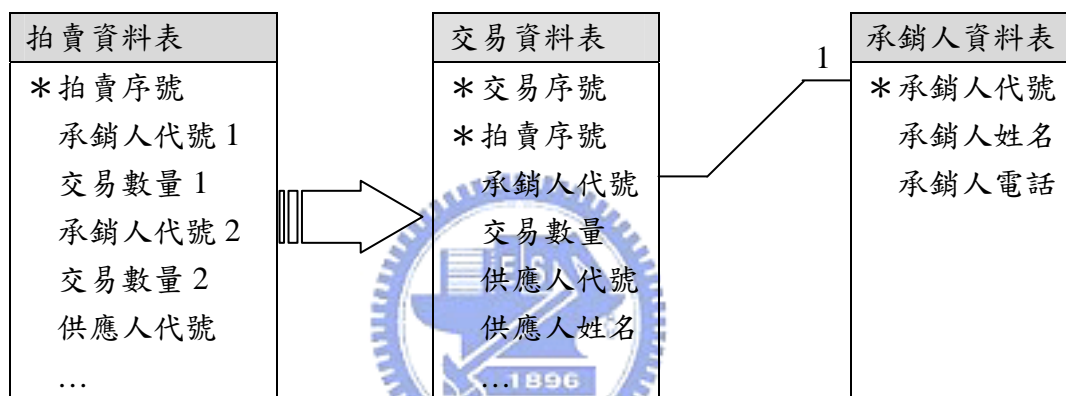 拍賣資料表
＊拍賣序號
承銷人代號 1
交易數量 1
承銷人代號 2
交易數量 2
供應人代號
…
交易資料表
＊交易序號
＊拍賣序號
承銷人代號
交易數量
供應人代號
供應人姓名
…
1896
1
承銷人資料表
＊承銷人代號
承銷人姓名
承銷人電話